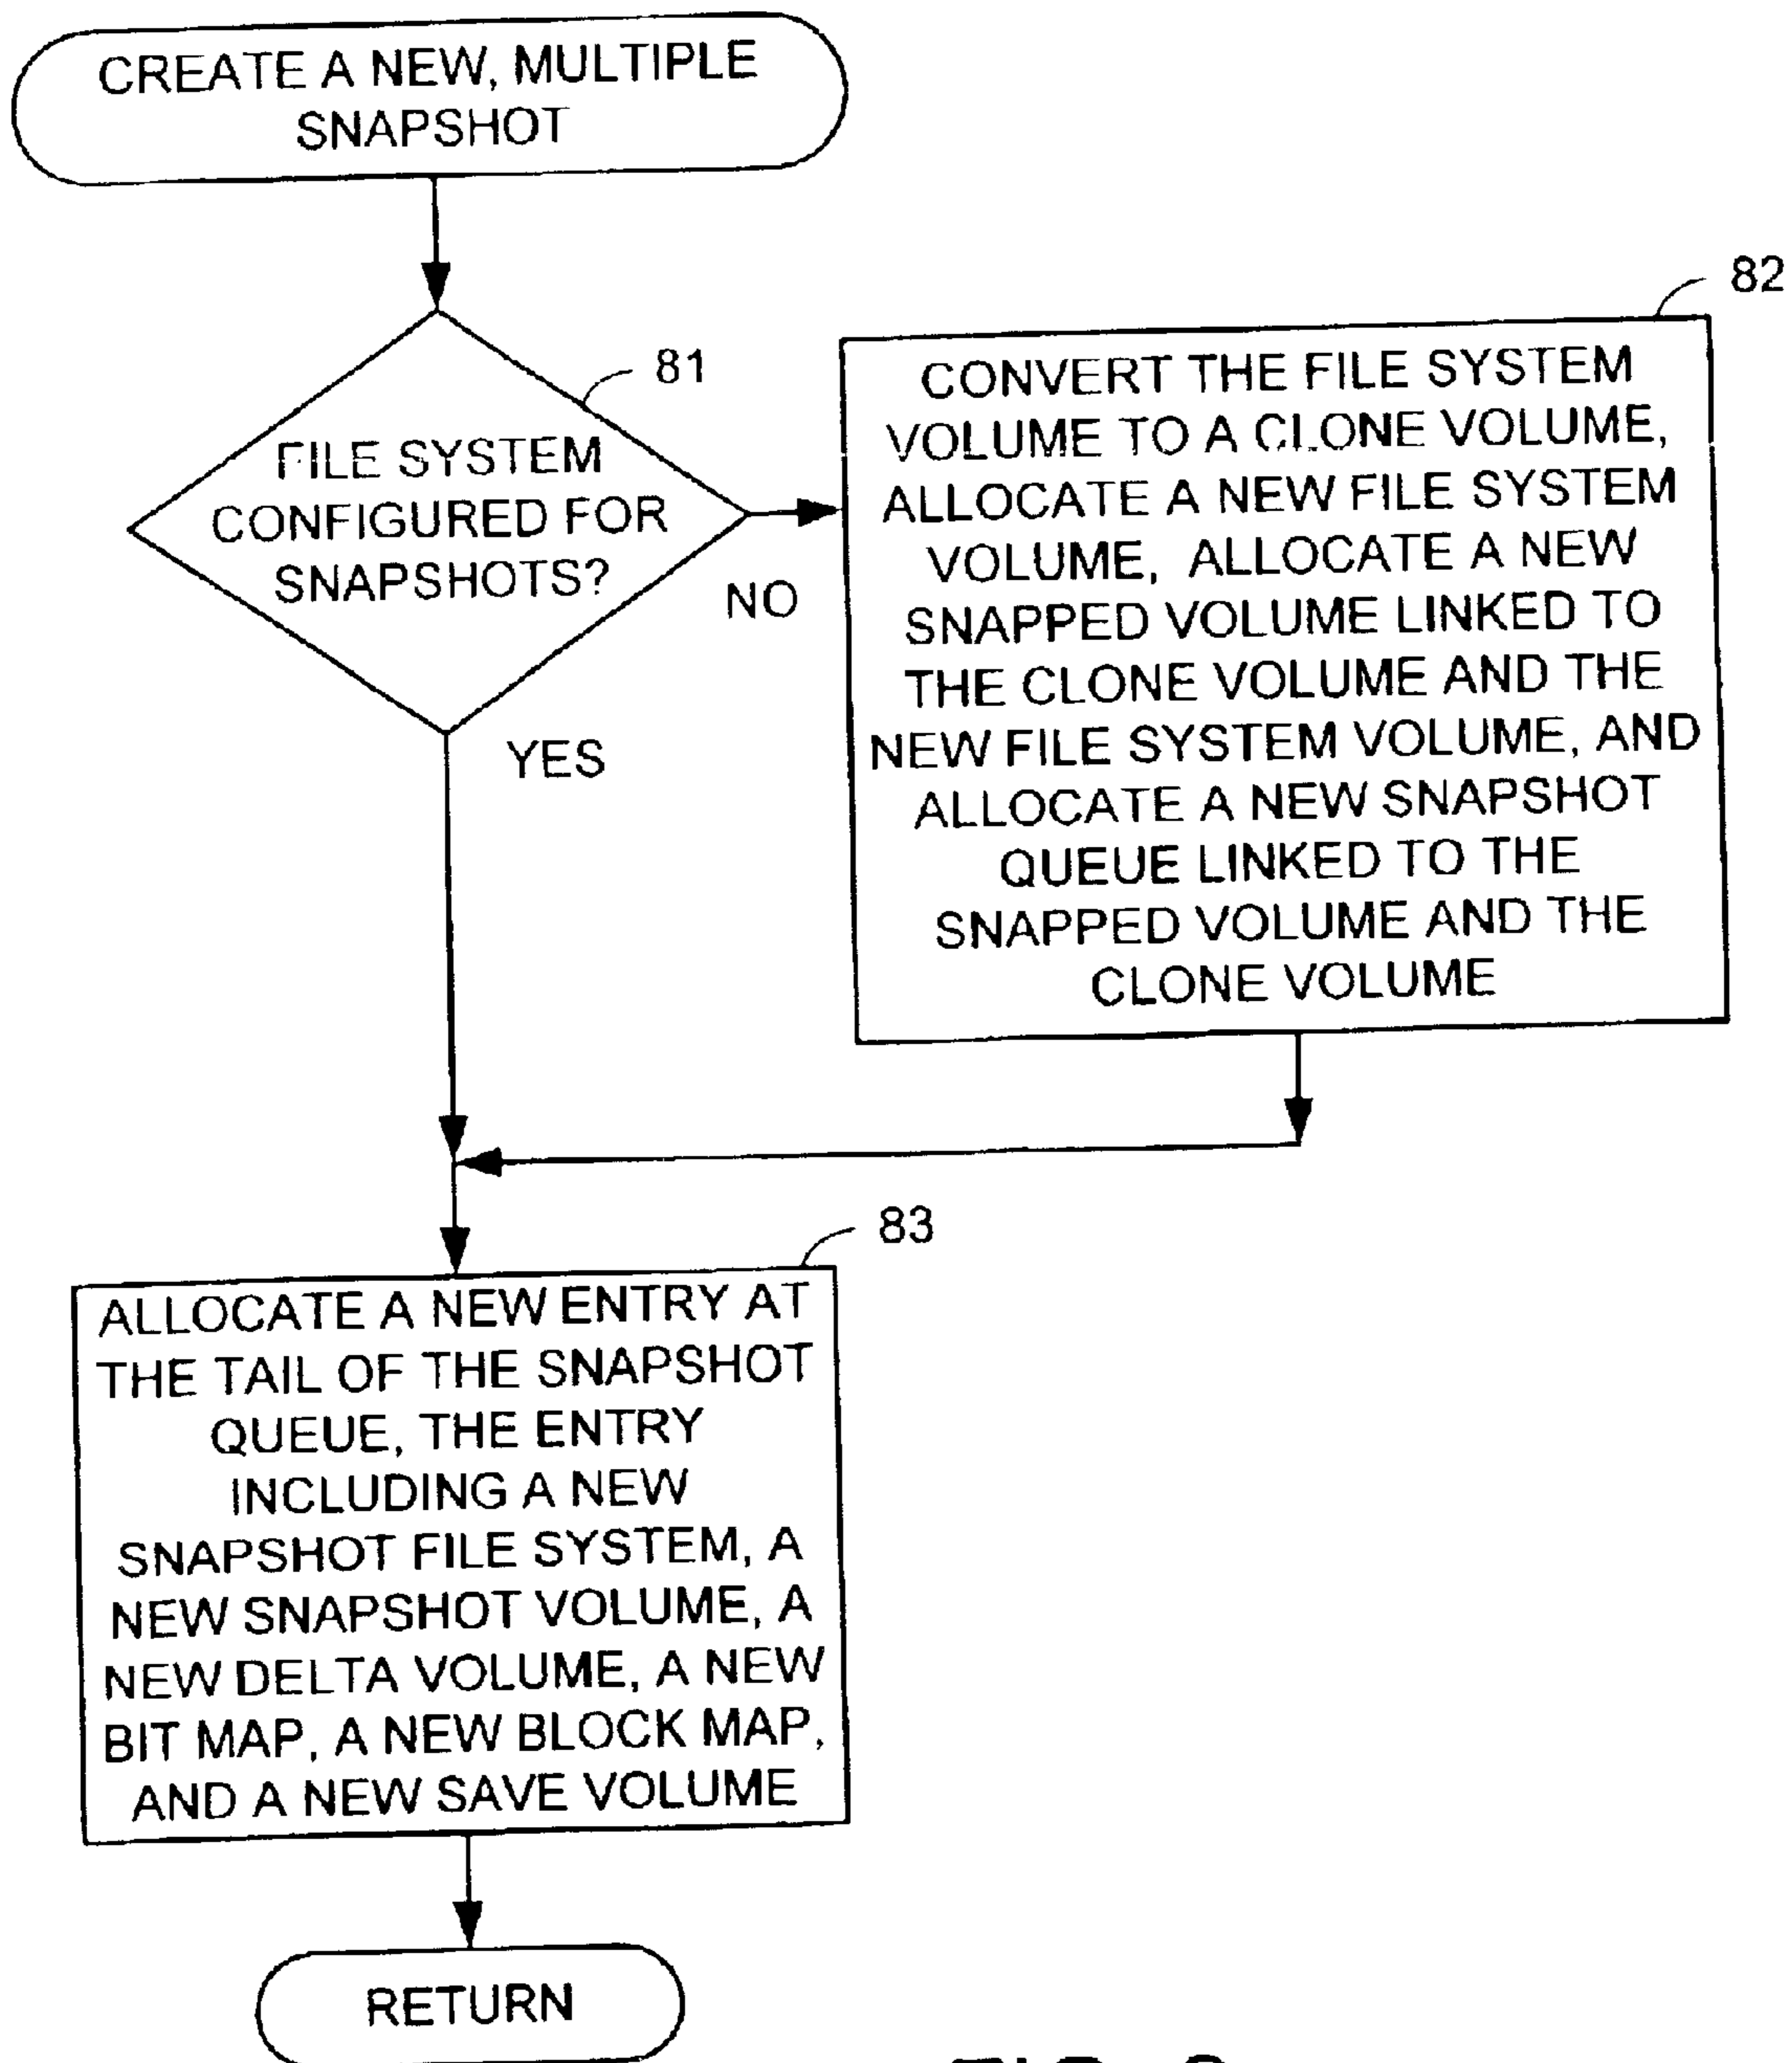 CREATE A NEW, MULTIPLE
SNAPSHOT
81
FILE SYSTEM
CONFIGURED FOR
SNAPSHOTS?
NO
YES
82
CONVERT THE FILE SYSTEM
VOLUME TO A CLONE VOLUME,
ALLOCATE A NEW FILE SYSTEM
VOLUME, ALLOCATE A NEW
SNAPPED VOLUME LINKED TO
THE CLONE VOLUME AND THE
NEW FILE SYSTEM VOLUME, AND
ALLOCATE A NEW SNAPSHOT
QUEUE LINKED TO THE
SNAPPED VOLUME AND THE
CLONE VOLUME
83
ALLOCATE A NEW ENTRY AT
THE TAIL OF THE SNAPSHOT
QUEUE, THE ENTRY
INCLUDING A NEW
SNAPSHOT FILE SYSTEM, A
NEW SNAPSHOT VOLUME, A
NEW DELTA VOLUME, A NEW
BIT MAP, A NEW BLOCK MAP,
AND A NEW SAVE VOLUME
RETURN